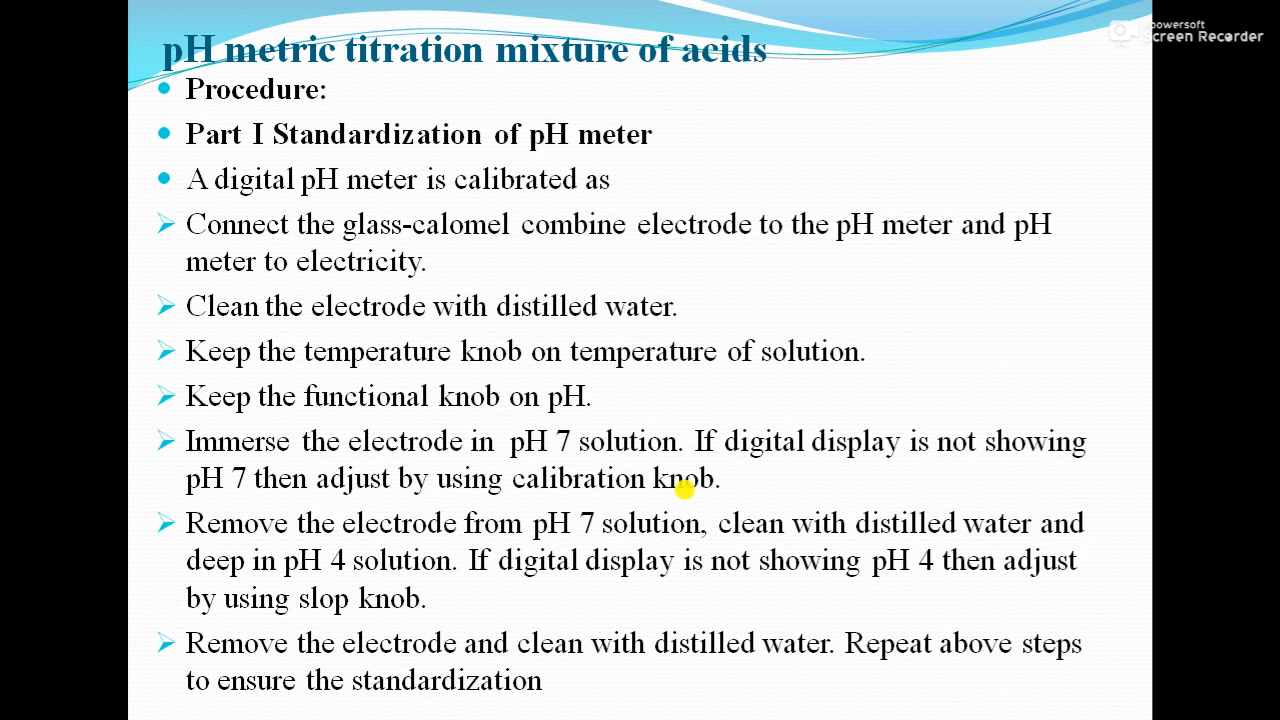 pH metric titration mixture of acids
Procedure:
Part I Standardization of pH meter
A digital pH meter is calibrated as
Connect the glass-calomel combine electrode to the pH meter and pH
meter to electricity.
Clean the electrode with distilled water.
Keep the temperature knob on temperature of solution.
Keep the functional knob on pH.
Immerse the electrode in pH 7 solution. If digital display is not showing
pH 7 then adjust by using calibration knob.
Remove the electrode from pH 7 solution, clean with distilled water and
deep in pH 4 solution. If digital display is not showing pH 4 then adjust
by using slop knob.
Remove the electrode and clean with distilled water. Repeat above steps
to ensure the standardization
Screen Recorder